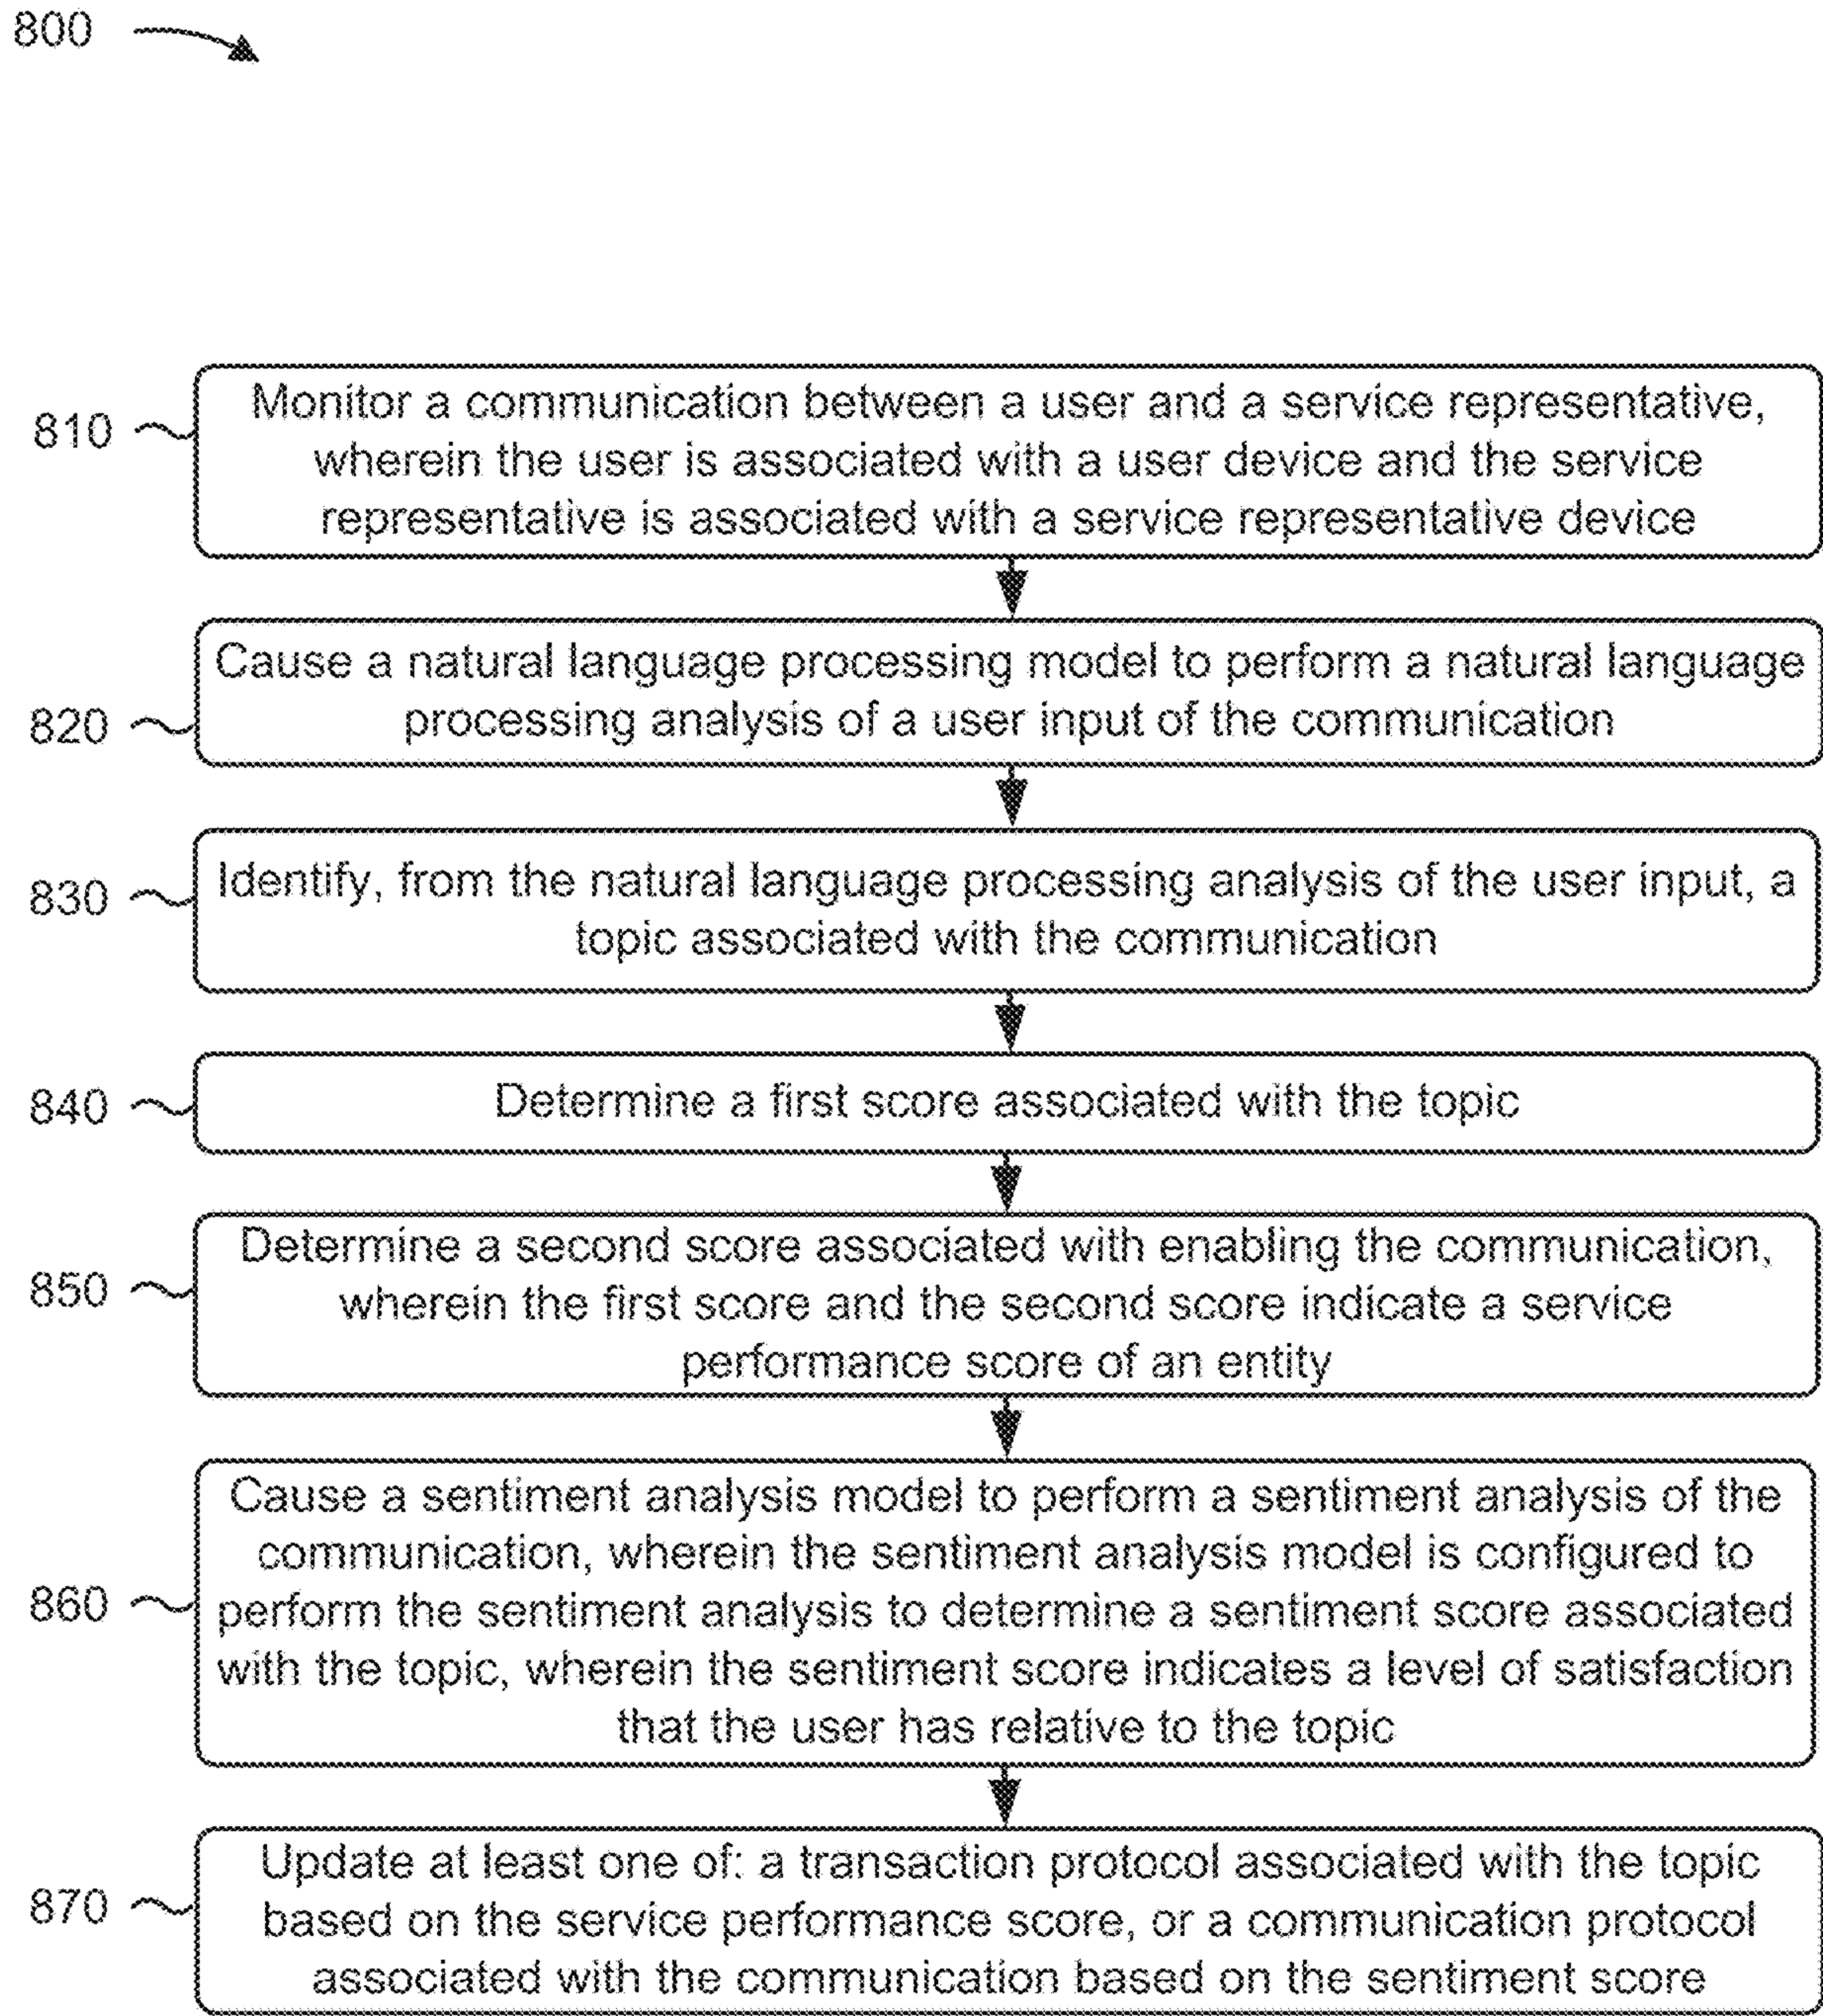 800
810
Monitor a communication between a user and a service representative,
wherein the user is associated with a user device and the service
representative is associated with a service representative device
820
Cause a natural language processing model to perform a natural language
processing analysis of a user input of the communication
830
Identify, from the natural language processing analysis of the user input, a
topic associated with the communication
840
Determine a first score associated with the topic
850
Determine a second score associated with enabling the communication,
wherein the first score and the second score indicate a service
performance score of an entity
860
Cause a sentiment analysis model to perform a sentiment analysis of the
communication, wherein the sentiment analysis model is configured to
perform the sentiment analysis to determine a sentiment score associated
with the topic, wherein the sentiment score indicates a level of satisfaction
that the user has relative to the topic
870
Update at least one of: a transaction protocol associated with the topic
based on the service performance score, or a communication protocol
associated with the communication based on the sentiment score